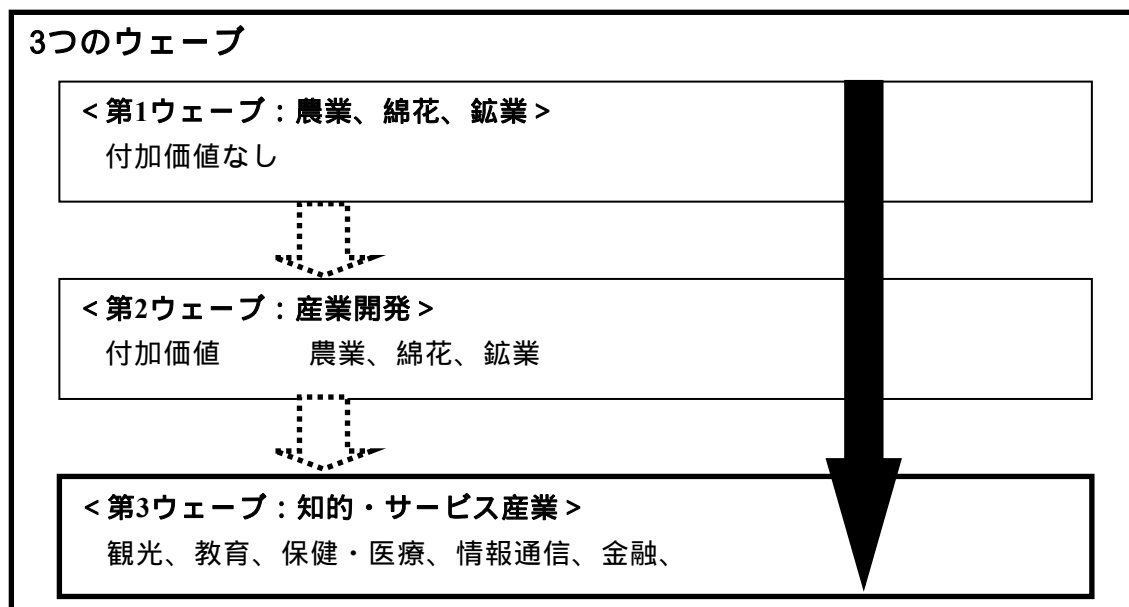 3つのウェーブ
<第1ウェーブ：農業、綿花、鉱業>
付加価値なし
<第2ウェーブ：産業開発>
付加価値　　　農業、綿花、鉱業
<第3ウェーブ：知的・サービス産業>
観光、教育、保健・医療、情報通信、金融、